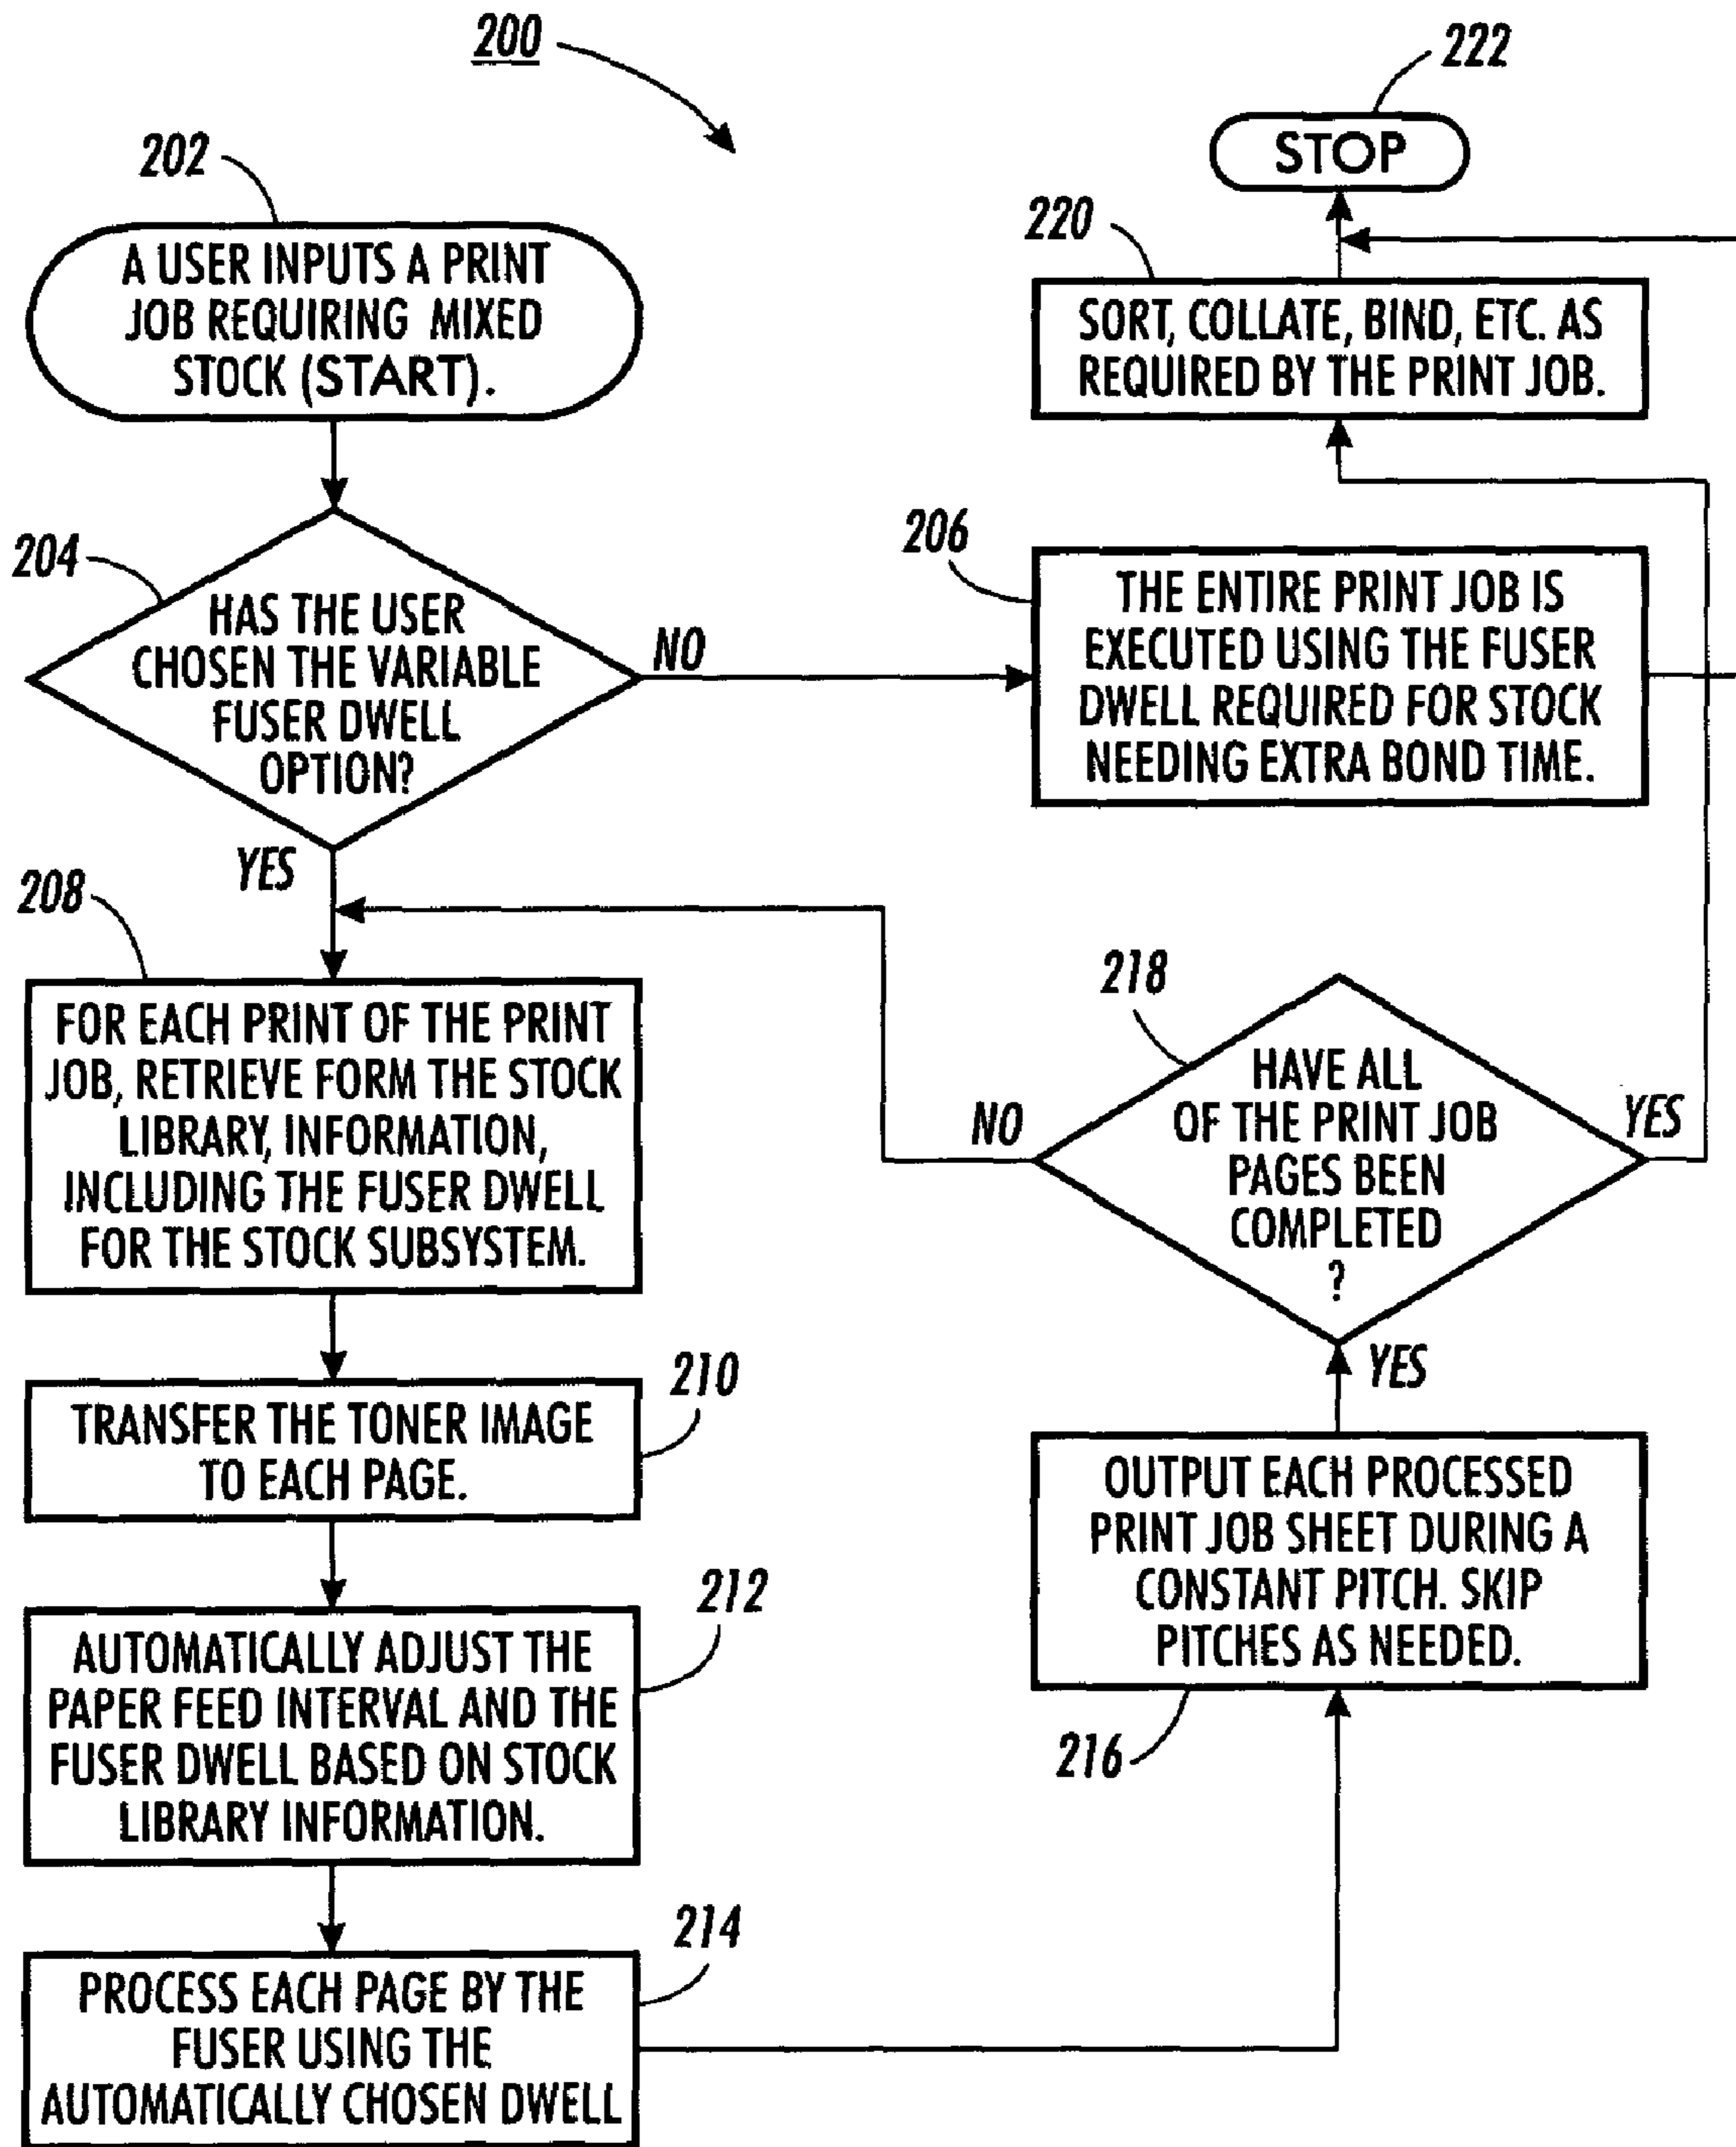 200
202
A USER INPUTS A PRINT
JOB REQUIRING MIXED
STOCK (START).
204
HAS THE USER
CHOSEN THE VARIABLE
FUSER DWELL
OPTION?
NO
YES
206
THE ENTIRE PRINT JOB IS
EXECUTED USING THE FUSER
DWELL REQUIRED FOR STOCK
NEEDING EXTRA BOND TIME.
208
FOR EACH PRINT OF THE PRINT
JOB, RETRIEVE FORM THE STOCK
LIBRARY, INFORMATION,
INCLUDING THE FUSER DWELL
FOR THE STOCK SUBSYSTEM.
210
TRANSFER THE TONER IMAGE
TO EACH PAGE.
212
AUTOMATICALLY ADJUST THE
PAPER FEED INTERVAL AND THE
FUSER DWELL BASED ON STOCK
LIBRARY INFORMATION.
214
PROCESS EACH PAGE BY THE
FUSER USING THE
AUTOMATICALLY CHOSEN DWELL
216
OUTPUT EACH PROCESSED
PRINT JOB SHEET DURING A
CONSTANT PITCH. SKIP
PITCHES AS NEEDED.
YES
218
HAVE ALL
OF THE PRINT JOB
PAGES BEEN
COMPLETED
?
NO
YES
220
SORT, COLLATE, BIND, ETC. AS
REQUIRED BY THE PRINT JOB.
222
STOP